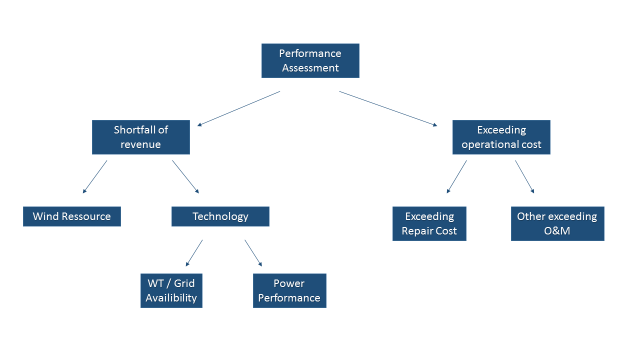 Performance
Assessment
Shortfall of
revenue
Exceeding
operational cost
Wind Ressource
Technology
Exceeding
Repair Cost
Other exceeding
O&M
WT / Grid
Availibility
Power
Performance